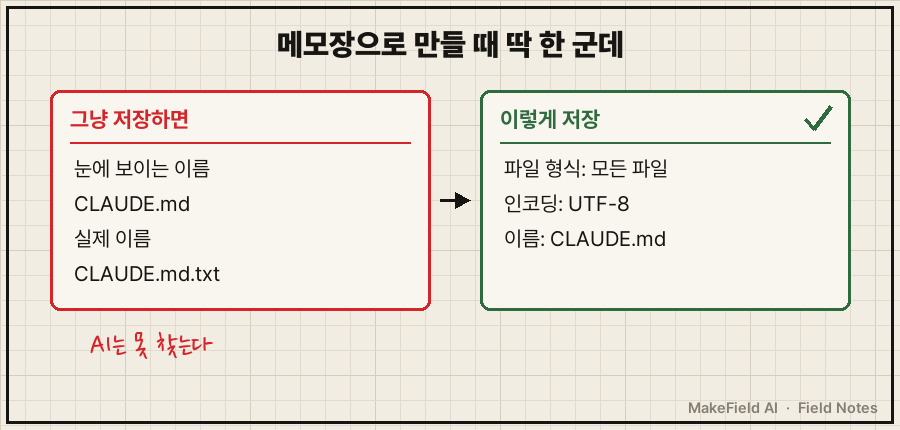 메모장으로 만들 때 딱 한 군데
그냥 저장하면
눈에 보이는 이름
CLAUDE.md
실제 이름
CLAUDE.md.txt
AI는 못 찾는다
이렇게 저장
파일 형식: 모든 파일
인코딩: UTF-8
이름: CLAUDE.md
MakeField AI · Field Notes